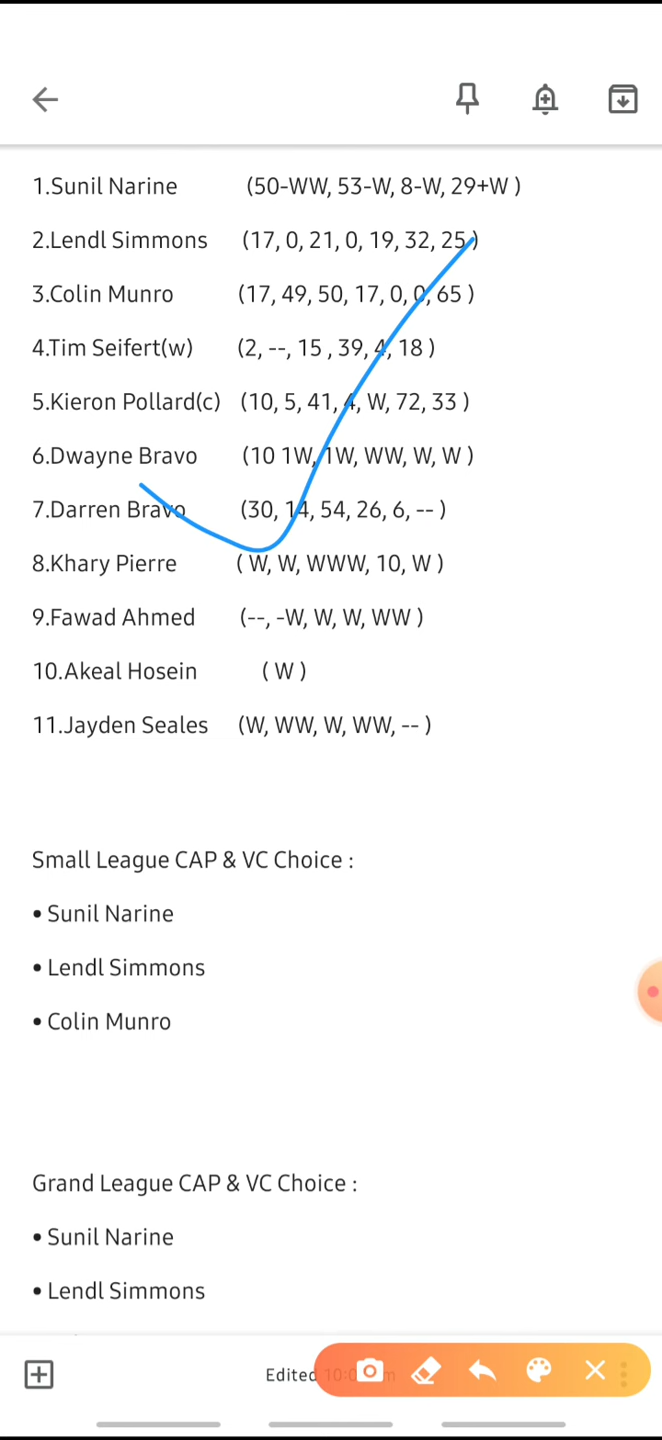 1.Sunil Narine (50-WW, 53-W, 8-W, 29+W )
2.Lendl Simmons (17, 0, 21, 0, 19, 32, 25 )
3.Colin Munro (17, 49, 50, 17, 0, 0, 65 )
4.Tim Seifert(w) (2, --, 15 , 39, 4, 18 )
5.Kieron Pollard(c) (10, 5, 41, 4, W, 72, 33 )
6.Dwayne Bravo (10 1W, 1W, WW, W, W )
7.Darren Bravo (30, 14, 54, 26, 6, -- )
8.Khary Pierre ( W, W, WWW, 10, W )
9.Fawad Ahmed (--, -W, W, W, WW )
10.Akeal Hosein ( W )
11.Jayden Seales (W, WW, W, WW, -- )
Small League CAP & VC Choice :
• Sunil Narine
• Lendl Simmons
• Colin Munro
Grand League CAP & VC Choice :
• Sunil Narine
• Lendl Simmons
Edited